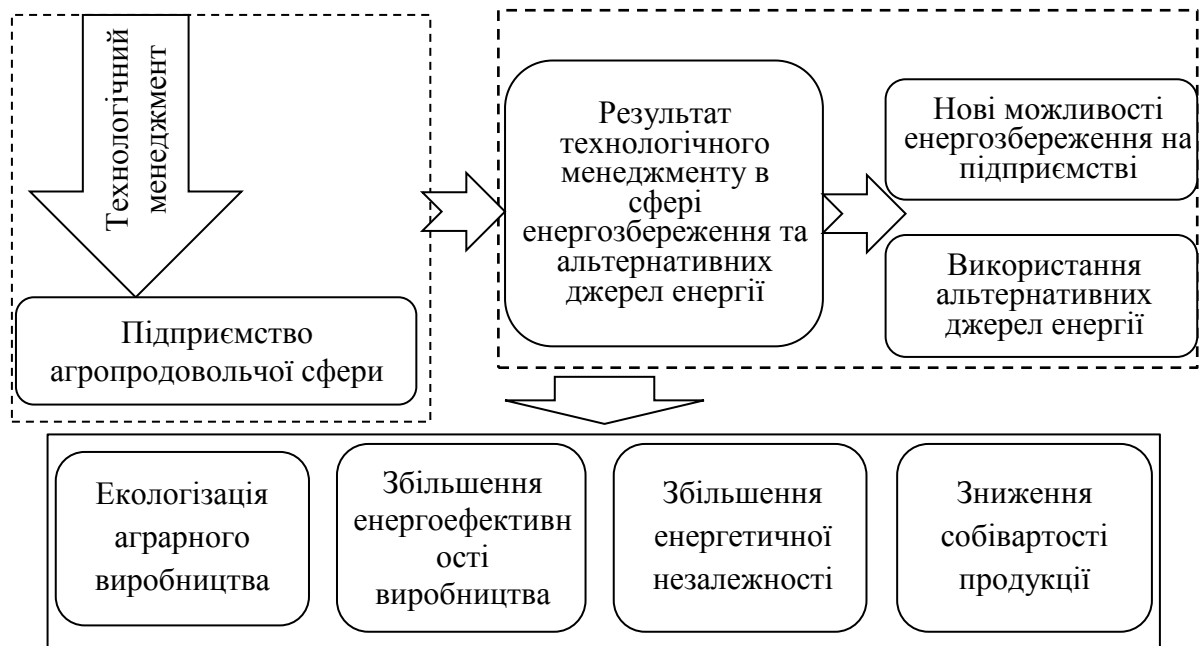 Технологічний
менеджмент
Підприємство
агропродовольчої сфери
Результат
технологічного
менеджменту в
сфері
енергозбереження та
альтернативних
джерел енергії
Нові можливості
енергозбереження на
підприємстві
Використання
альтернативних
джерел енергії
Екологізація
аграрного
виробництва
Збільшення
енергоефективн
ості
виробництва
Збільшення
енергетичної
незалежності
Зниження
собівартості
продукції